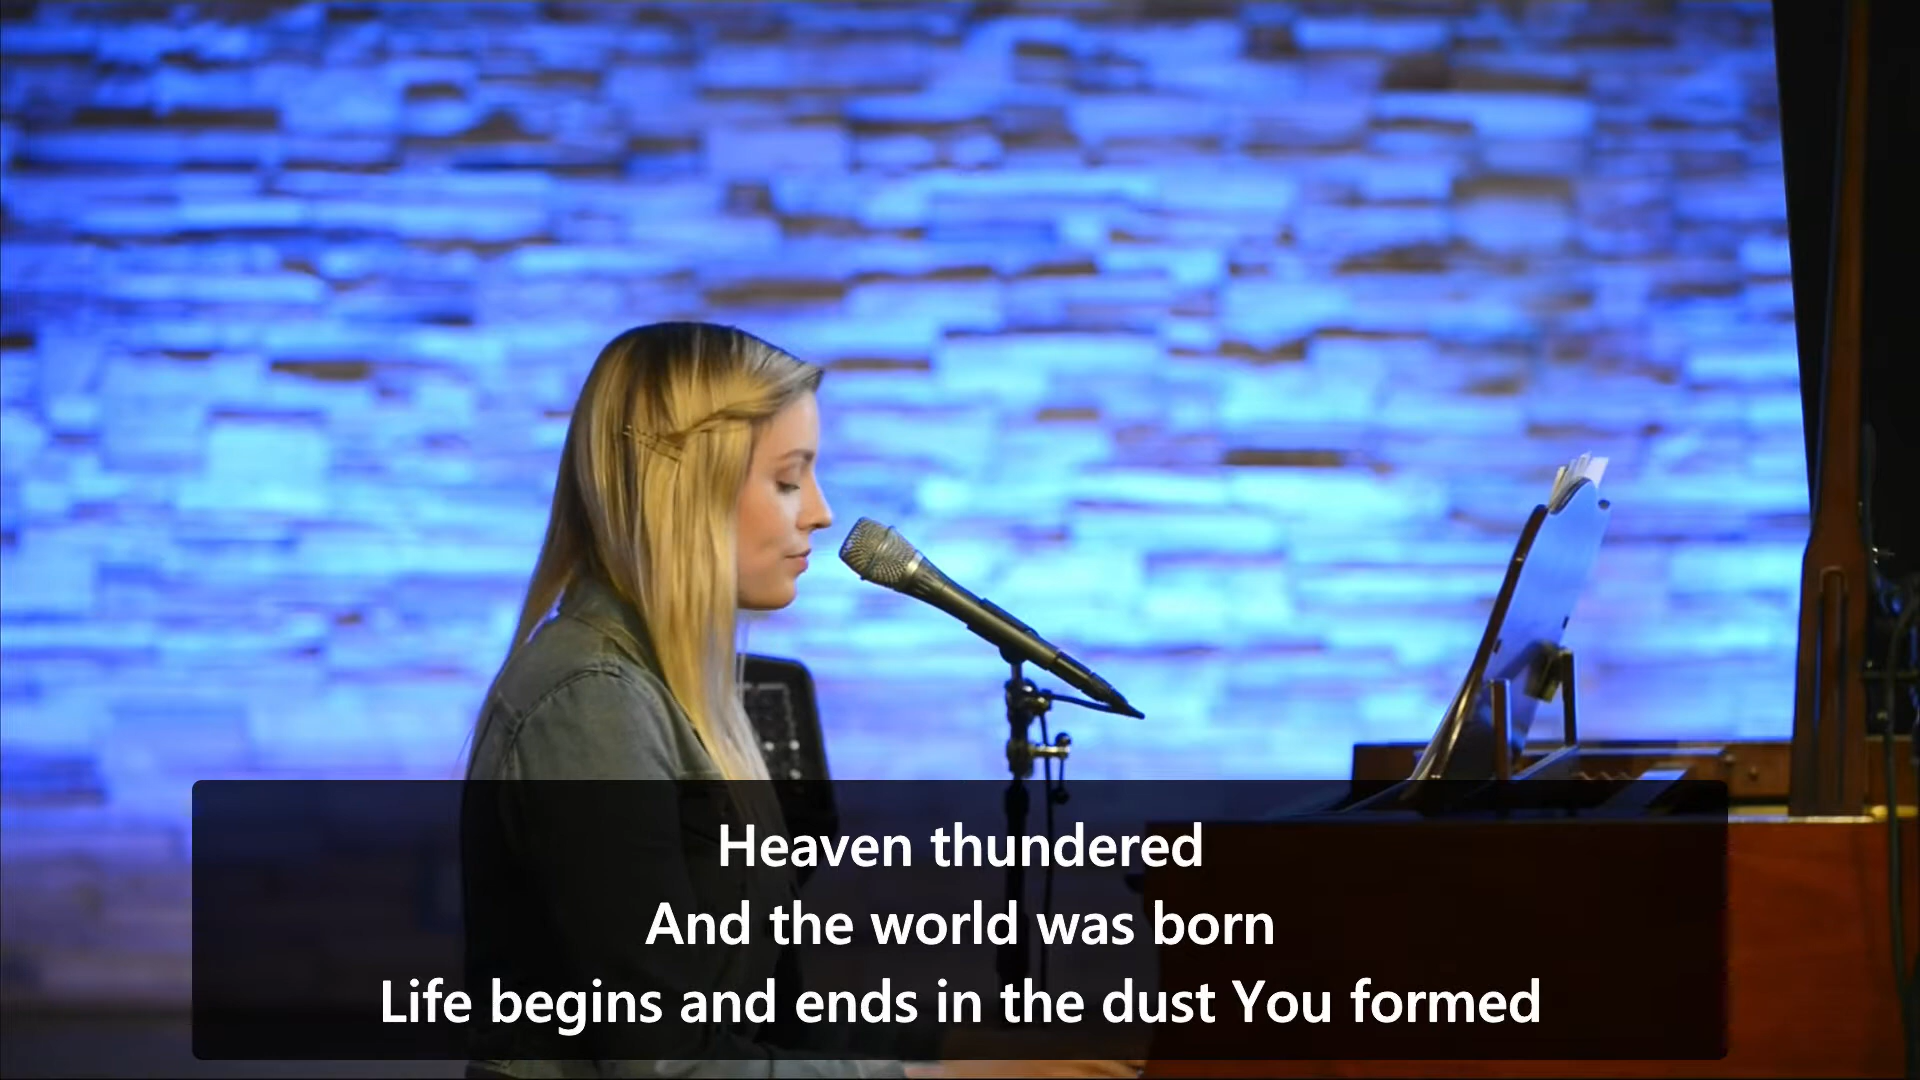 Heaven thundered
And the world was born
Life begins and ends in the dust You formed